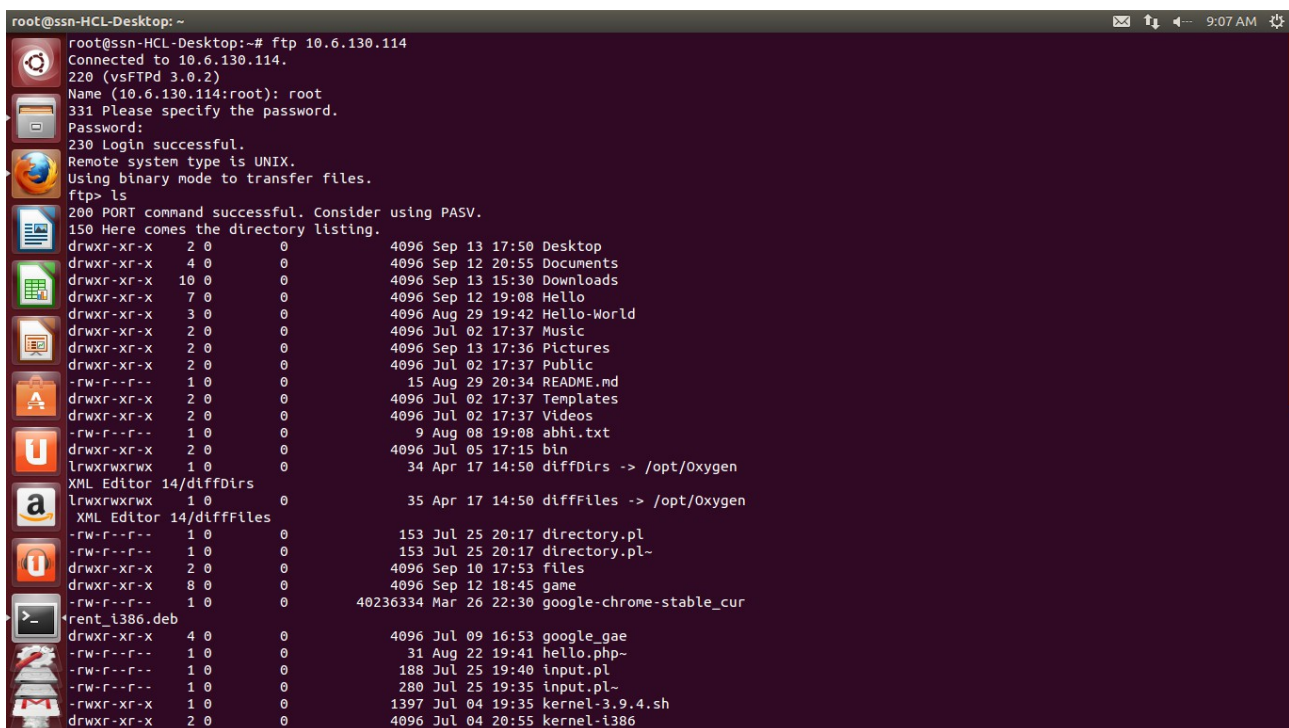 root@ssn-HCL-Desktop: ~
9:07 AM
root@ssn-HCL-Desktop:~# ftp 10.6.130.114
Connected to 10.6.130.114.
220 (vsFTPd 3.0.2)
Name (10.6.130.114:root): root
331 Please specify the password.
Password:
230 Login successful.
Remote system type is UNIX.
Using binary mode to transfer files.
ftp> ls
200 PORT command successful. Consider using PASV.
150 Here comes the directory listing.
drwxr-xr-x    2 0        0            4096 Sep 13 17:50 Desktop
drwxr-xr-x    4 0        0            4096 Sep 12 20:55 Documents
drwxr-xr-x   10 0        0            4096 Sep 13 15:30 Downloads
drwxr-xr-x    7 0        0            4096 Sep 12 19:08 Hello
drwxr-xr-x    3 0        0            4096 Aug 29 19:42 Hello-World
drwxr-xr-x    2 0        0            4096 Jul 02 17:37 Music
drwxr-xr-x    2 0        0            4096 Sep 13 17:36 Pictures
drwxr-xr-x    2 0        0            4096 Jul 02 17:37 Public
-rw-r--r--    1 0        0              15 Aug 29 20:34 README.md
drwxr-xr-x    2 0        0            4096 Jul 02 17:37 Templates
drwxr-xr-x    2 0        0            4096 Jul 02 17:37 Videos
-rw-r--r--    1 0        0               9 Aug 08 19:08 abhi.txt
drwxr-xr-x    2 0        0            4096 Jul 05 17:15 bin
lrwxrwxrwx    1 0        0              34 Apr 17 14:50 diffDirs -> /opt/Oxygen
XML Editor 14/diffDirs
lrwxrwxrwx    1 0        0              35 Apr 17 14:50 diffFiles -> /opt/Oxygen
 XML Editor 14/diffFiles
-rw-r--r--    1 0        0             153 Jul 25 20:17 directory.pl
-rw-r--r--    1 0        0             153 Jul 25 20:17 directory.pl~
drwxr-xr-x    2 0        0            4096 Sep 10 17:53 files
drwxr-xr-x    8 0        0            4096 Sep 12 18:45 game
-rw-r--r--    1 0        0        40236334 Mar 26 22:30 google-chrome-stable_cur
rent_i386.deb
drwxr-xr-x    4 0        0            4096 Jul 09 16:53 google_gae
-rw-r--r--    1 0        0              31 Aug 22 19:41 hello.php~
-rw-r--r--    1 0        0             188 Jul 25 19:40 input.pl
-rw-r--r--    1 0        0             280 Jul 25 19:35 input.pl~
-rwxr-xr-x    1 0        0            1397 Jul 04 19:35 kernel-3.9.4.sh
drwxr-xr-x    2 0        0            4096 Jul 04 20:55 kernel-i386